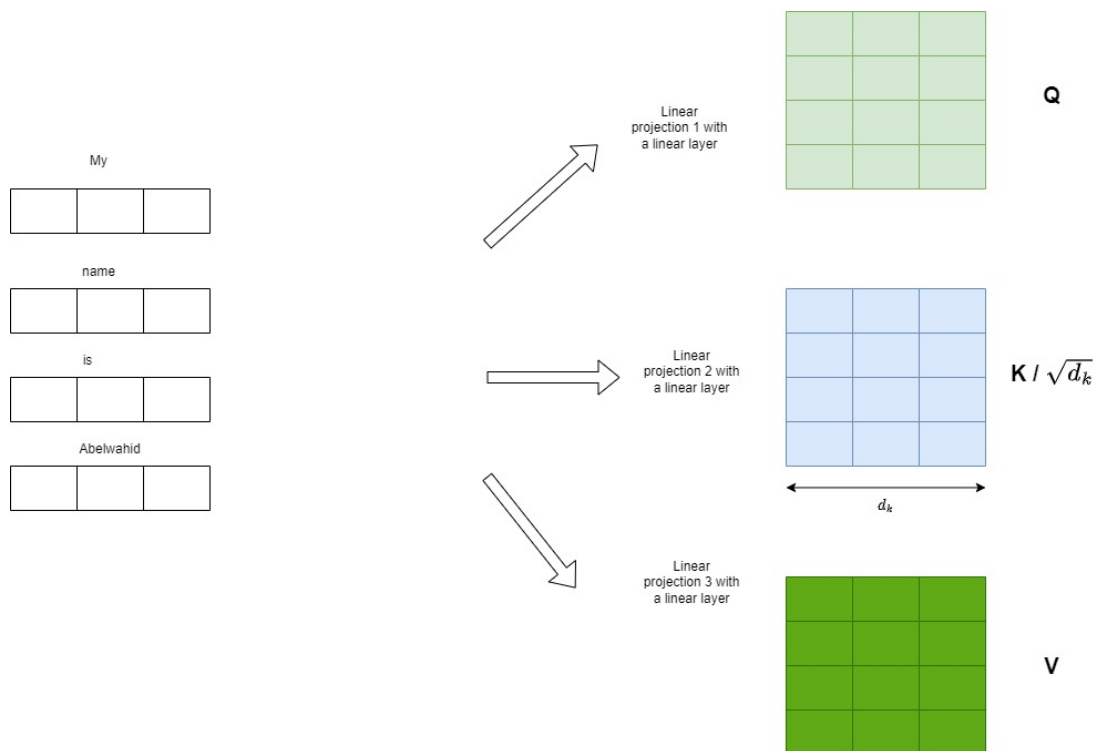 My
name
is
Abelwahid
Linear
projection 1 with
a linear layer
Q
Linear
projection 2 with
a linear layer
K / √d_k
d_k
Linear
projection 3 with
a linear layer
V